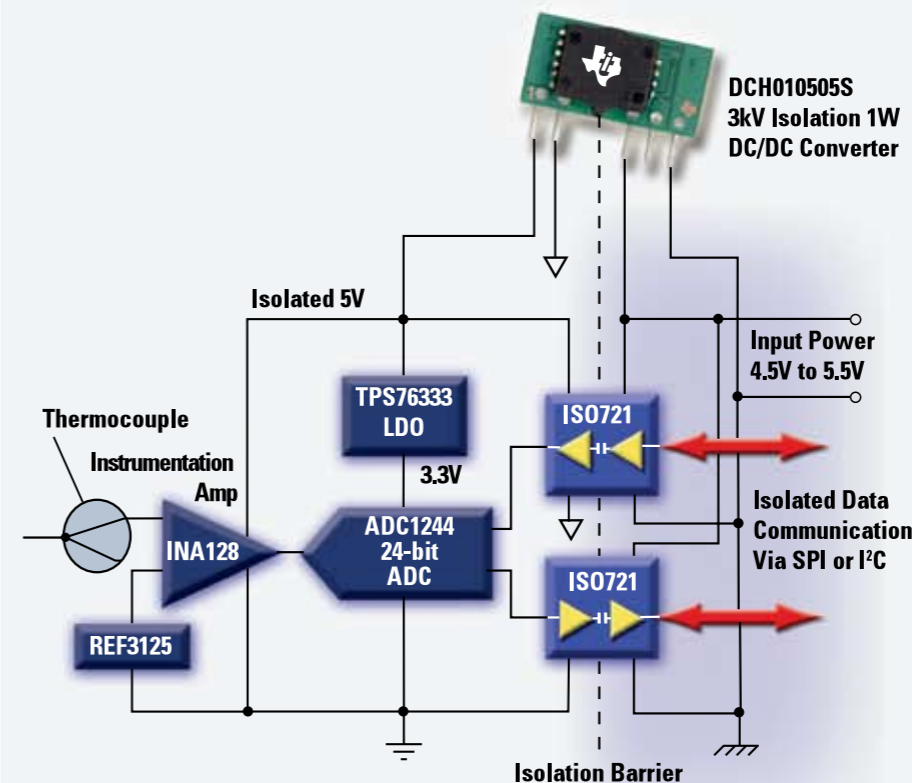 DCH010505S
3kV Isolation 1W
DC/DC Converter
Isolated 5V
Input Power
4.5V to 5.5V
TPS76333
LDO
ISO721
Thermocouple
Instrumentation
Amp
3.3V
INA128
ADC1244
24-bit
ADC
Isolated Data
Communication
Via SPI or I²C
ISO721
REF3125
Isolation Barrier